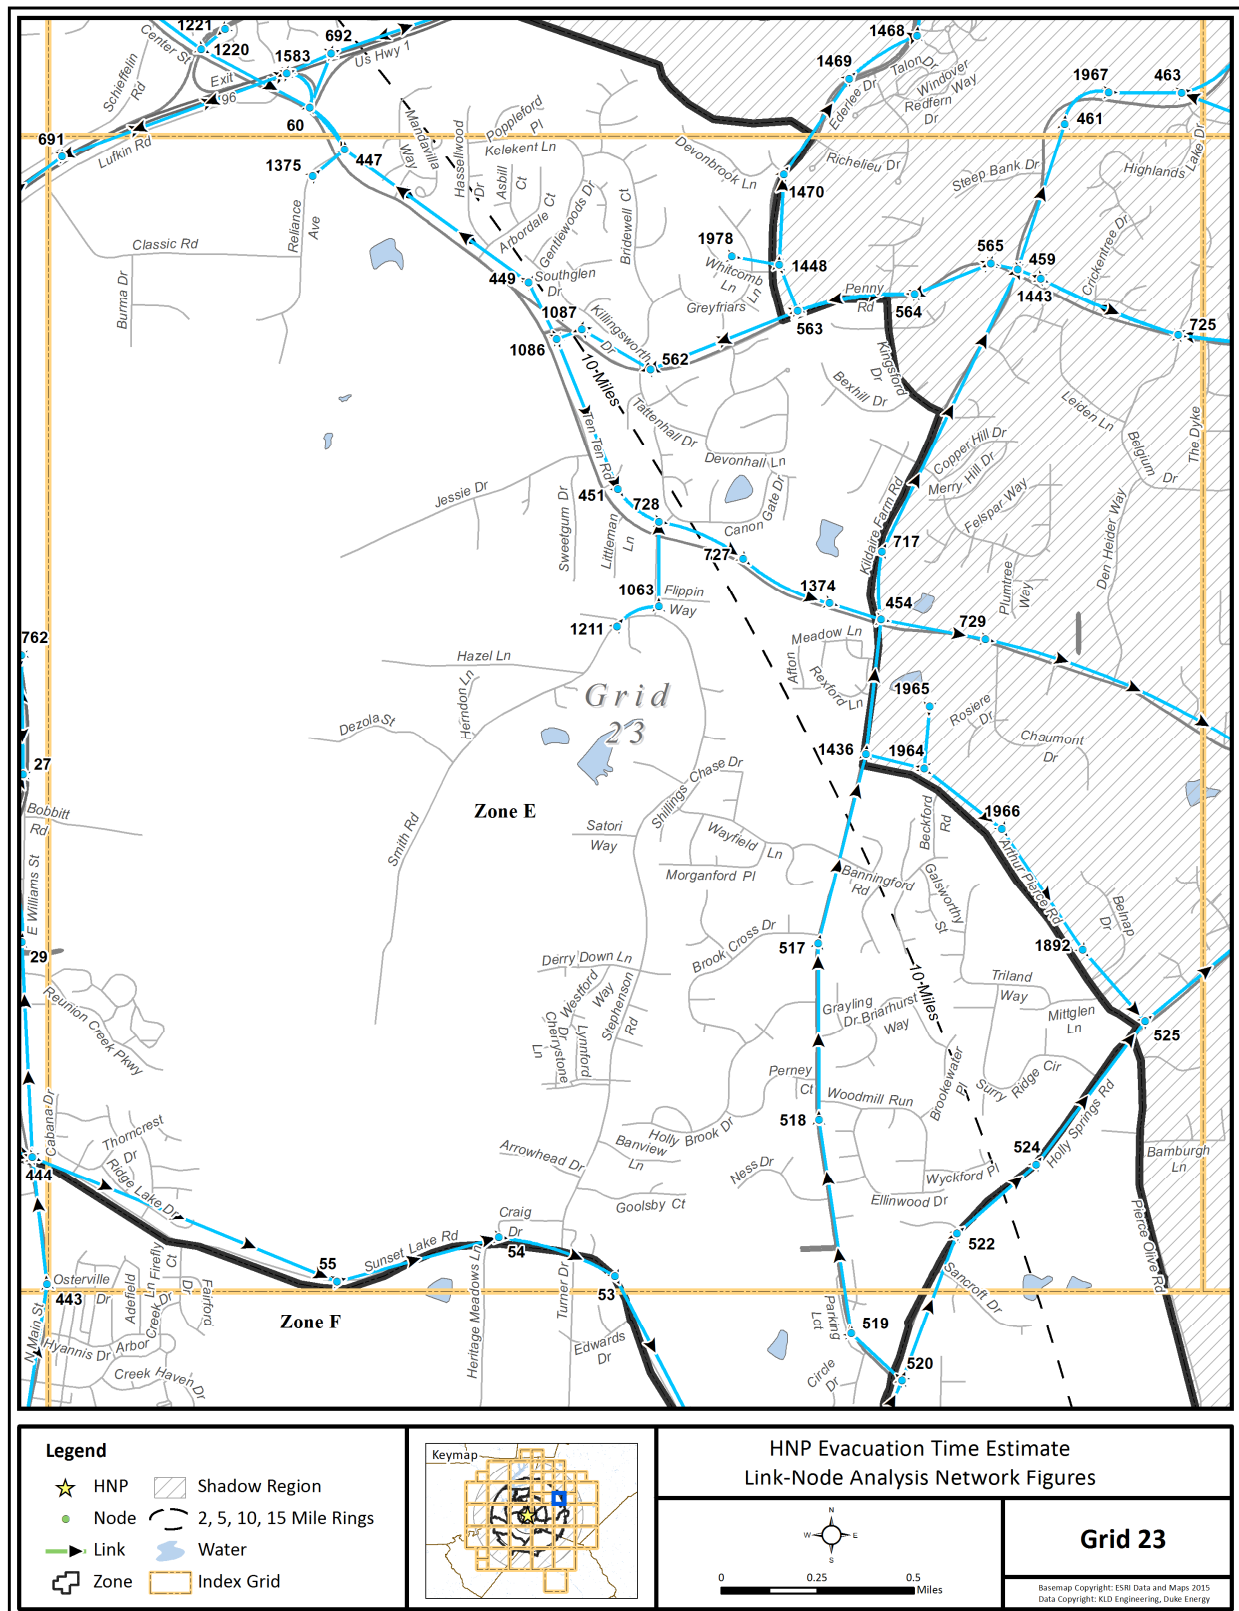 1221
1220
Center St
Schieffelin
Rd
1583
692
Us Hwy 1
Exit
96
60
691
Lufkin Rd
1375
447
Reliance
Ave
Classic Rd
Burma Dr
Mandavilla
Way
Hassellwood
Dr
Poppleford
Pl
Kelekent Ln
Asbill
Ct
Arbordale Ct
Gentlewoods Dr
Bridewell Ct
449
Southglen
Dr
1087
1086
Killingsworth
Dr
562
10-Miles
Ten Ten Rd
Tattenhall Dr
Devonhall Ln
Gate Dr
Canon
451
728
727
Jessie Dr
Sweetgum Dr
Littleman
Ln
1063
Flippin
Way
1211
1374
1468
1469
Ederlee Dr
Talon
Dr
Windover
Way
Redfern
Dr
Richelieu Dr
Devonbrook Ln
1470
1978
Whitcomb
Ln
Ln
Greyfriars
1448
563
Penny
Rd
564
565
459
1443
725
1967
463
461
Lake Dr
Highlands
Steep Bank Dr
Crickentree Dr
Kingsford
Dr
Bexhill Dr
Leiden Ln
Belgium
Dr
The Dyke
Copper Hill Dr
Merry Hill Dr
Felspar Way
Den Heider Way
Plumtree
Way
Kildaire Farm Rd
717
454
729
Meadow Ln
Afton
Rexford Ln
1965
Rosiere
Dr
Chaumont
Dr
1436
1964
1966
Arthur Pierce Rd
Beckford
Rd
Galsworthy
St
Belnap
Dr
1892
762
27
Bobbitt
Rd
E Williams St
29
Reunion Creek Pkwy
Hazel Ln
Herndon Ln
Dezola St
Smith Rd
Grid
23
Zone E
Shillings
Chase Dr
Satori
Way
Wayfield
Ln
Morganford Pl
Banningford
Rd
Brook Cross Dr
517
10-Miles
Derry Down Ln
Westford
Way
Stephenson
Rd
Cherrystone
Ln
Lynnford
Dr
Grayling
Dr
Briarhurst
Way
Triland
Way
Mittglen
Ln
525
Perney
Ct
Woodmill Run
Brookewater
Pl
Surry
Ridge
Cir
518
Holly
Brook Dr
Banview
Ln
Ness Dr
Wyckford Pl
Ellinwood Dr
524
Holly Springs Rd
Bamburgh
Ln
Pierce Olive Rd
Cabana Dr
Thorncrest
Dr
Ridge Lake Dr
444
Arrowhead Dr
Goolsby Ct
Craig
Dr
54
Sunset Lake Rd
55
53
522
Sancroft Dr
443
Osterville
Dr
N Main St
Hyannis Dr
Adefield
Ln
Firefly
Ct
Fairford
Dr
Arbor
Creek Dr
Creek Haven Dr
Zone F
Heritage Meadows Ln
Turner Dr
Edwards
Dr
Parking
Lct
Circle
Dr
519
520
Legend
HNP
Shadow Region
Node
2, 5, 10, 15 Mile Rings
Link
Water
Zone
Index Grid
Keymap
HNP Evacuation Time Estimate
Link-Node Analysis Network Figures
N
W
E
S
0
0.25
0.5
Miles
Grid 23
Basemap Copyright: ESRI Data and Maps 2015
Data Copyright: KLD Engineering, Duke Energy